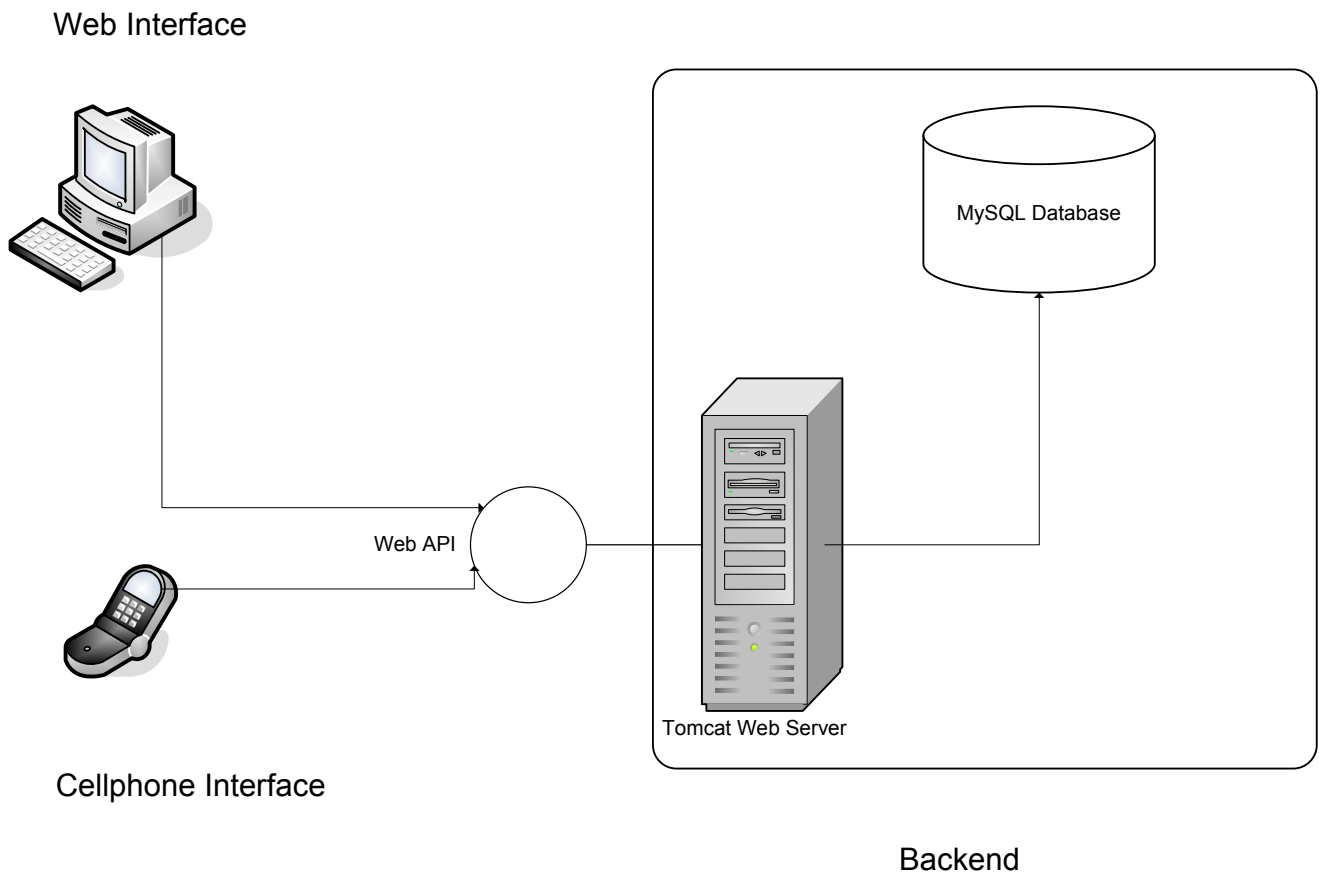 Web Interface
MySQL Database
Web API
Tomcat Web Server
Cellphone Interface
Backend